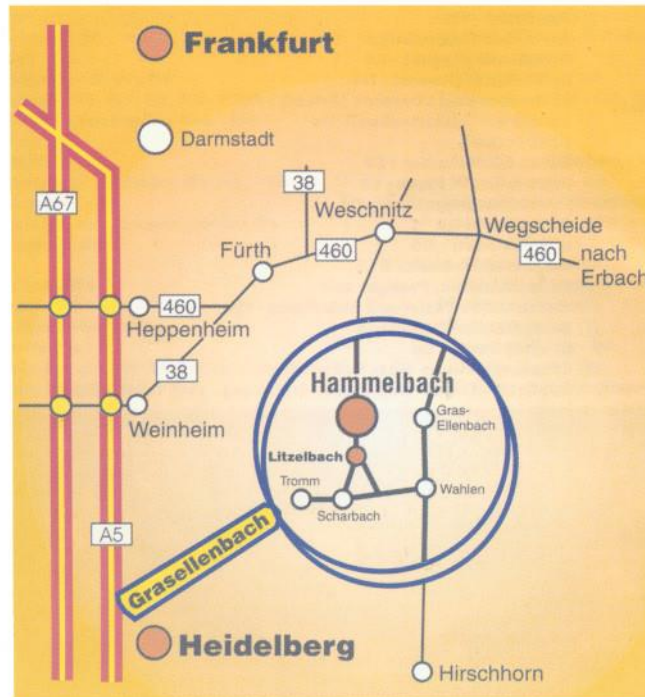 Frankfurt
Darmstadt
A67
38
Weschnitz
Wegscheide
Fürth
460
460
nach
Erbach
460
Heppenheim
38
Weinheim
Hammelbach
Gras-
Ellenbach
Litzelbach
Tromm
Scharbach
Wahlen
A5
Grasellenbach
Heidelberg
Hirschhorn